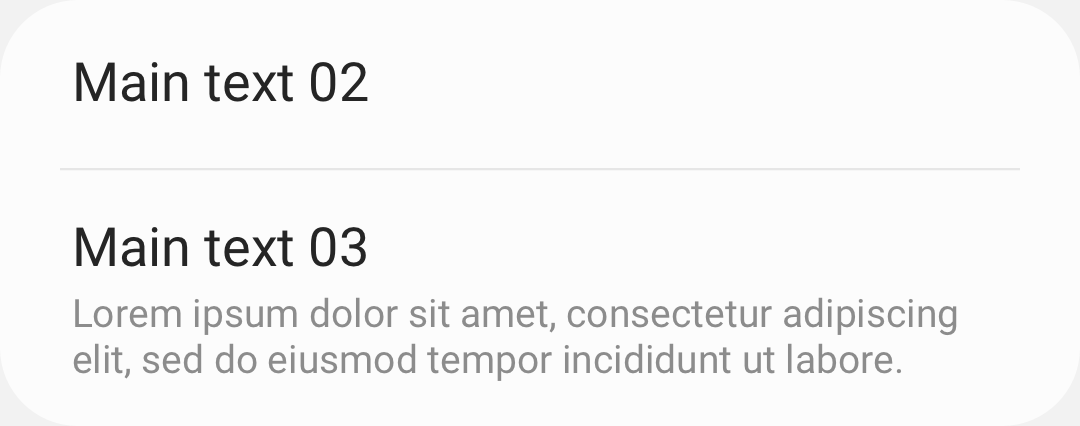 Main text 02
Main text 03
Lorem ipsum dolor sit amet, consectetur adipiscing
elit, sed do eiusmod tempor incididunt ut labore.